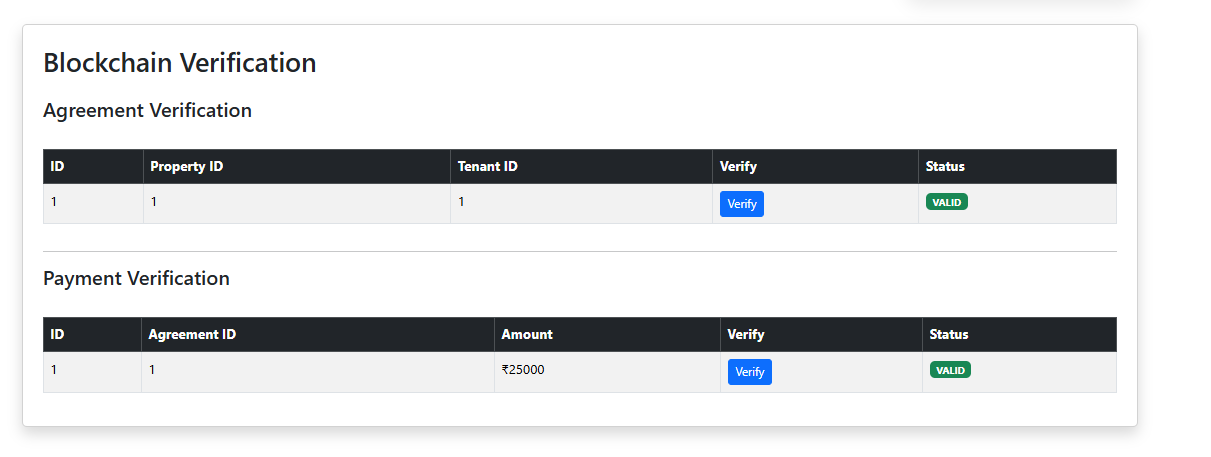 Blockchain Verification
Agreement Verification
ID Property ID Tenant ID Verify Status
1 1 1 Verify VALID
Payment Verification
ID Agreement ID Amount Verify Status
1 1 ₹25000 Verify VALID